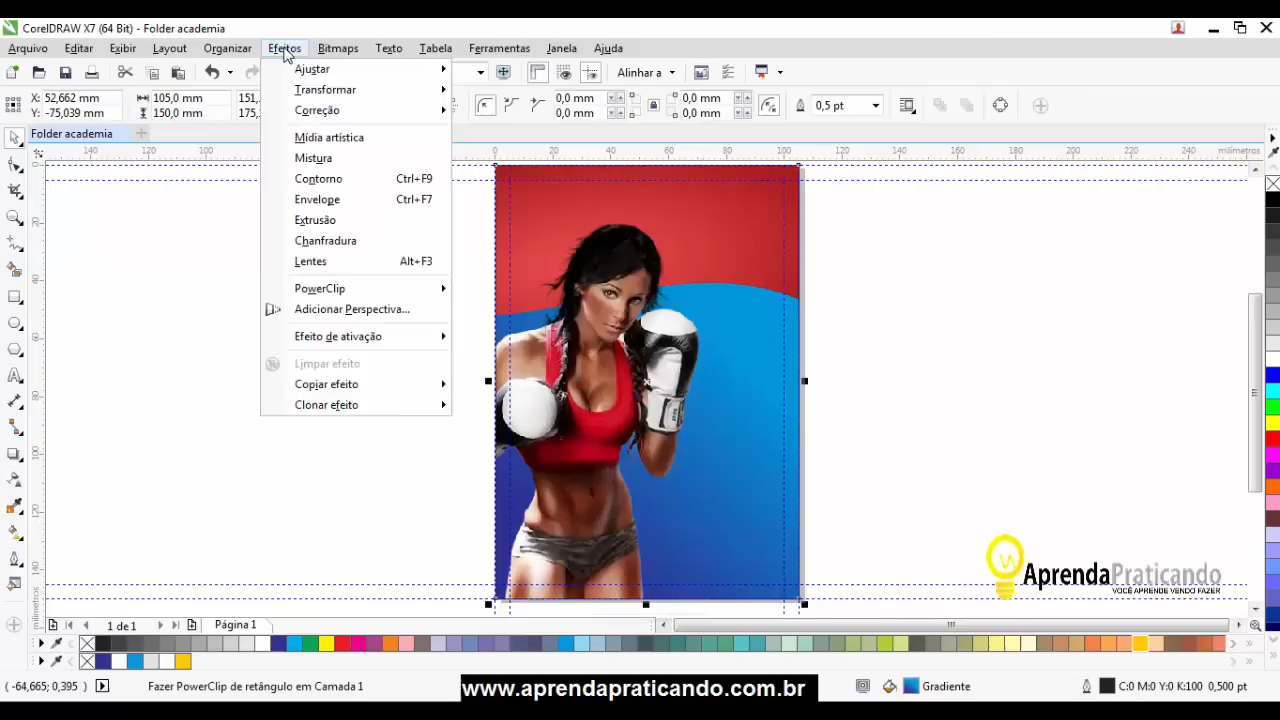 CorelDRAW X7 (64 Bit) - Folder academia
Arquivo Editar Exibir Layout Organizar Efeitos Bitmaps Texto Tabela Ferramentas Janela Ajuda
Alinhar a
X: 52,662 mm 105,0 mm 0,0 mm 0,0 mm 0,5 pt
Y: -75,039 mm 150,0 mm 0,0 mm 0,0 mm
Folder academia
140 120 100 0 20 40 60 80 100 120 140 160 180 200 220 240 milímetros
Ajustar
Transformar
Correção
Mídia artística
Mistura
Contorno Ctrl+F9
Envelope Ctrl+F7
Extrusão
Chanfradura
Lentes Alt+F3
PowerClip
Adicionar Perspectiva...
Efeito de ativação
Limpar efeito
Copiar efeito
Clonar efeito
AprendaPraticando
VOCÊ APRENDE VENDO FAZER
1 de 1 Página 1
(-64,665; 0,395) Fazer PowerClip de retângulo em Camada 1 Gradiente C:0 M:0 Y:0 K:100 0,500 pt
www.aprendapraticando.com.br